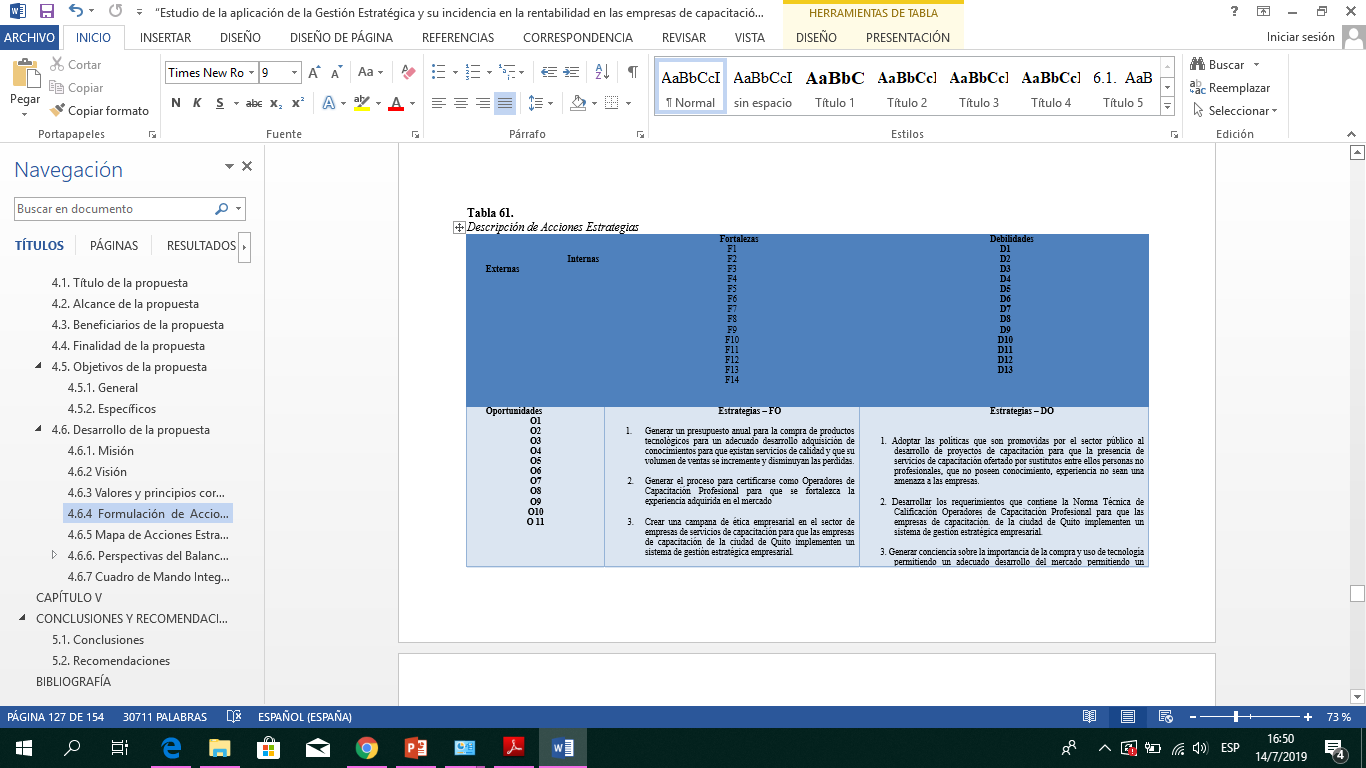 “Estudio de la aplicación de la Gestión Estratégica y su incidencia en la rentabilidad en las empresas de capacitació...
HERRAMIENTAS DE TABLA
ARCHIVO INICIO INSERTAR DISEÑO DISEÑO DE PÁGINA REFERENCIAS CORRESPONDENCIA REVISAR VISTA DISEÑO PRESENTACIÓN
Iniciar sesión
Pegar
Cortar
Copiar
Copiar formato
Portapapeles
Times New Ro 9
N K S abc x₂ x²
Fuente
Párrafo
AaBbCcI AaBbCcI AaBbC AaBbCcI AaBbCcI AaBbCcI 6.1. AaB
¶ Normal sin espacio Título 1 Título 2 Título 3 Título 4 Título 5
Estilos
Buscar
Reemplazar
Seleccionar
Edición
Navegación
Buscar en documento
TÍTULOS PÁGINAS RESULTADOS
4.1. Título de la propuesta
4.2. Alcance de la propuesta
4.3. Beneficiarios de la propuesta
4.4. Finalidad de la propuesta
4.5. Objetivos de la propuesta
4.5.1. General
4.5.2. Específicos
4.6. Desarrollo de la propuesta
4.6.1. Misión
4.6.2 Visión
4.6.3 Valores y principios cor...
4.6.4 Formulación de Accio...
4.6.5 Mapa de Acciones Estra...
4.6.6. Perspectivas del Balanc...
4.6.7 Cuadro de Mando Integ...
CAPÍTULO V
CONCLUSIONES Y RECOMENDACI...
5.1. Conclusiones
5.2. Recomendaciones
BIBLIOGRAFÍA
Tabla 61.
Descripción de Acciones Estrategias
Internas
Externas
Fortalezas
F1
F2
F3
F4
F5
F6
F7
F8
F9
F10
F11
F12
F13
F14
Debilidades
D1
D2
D3
D4
D5
D6
D7
D8
D9
D10
D11
D12
D13
Oportunidades
O1
O2
O3
O4
O5
O6
O7
O8
O9
O10
O 11
Estrategias – FO
1. Generar un presupuesto anual para la compra de productos
tecnológicos para un adecuado desarrollo adquisición de
conocimientos para que existan servicios de calidad y que su
volumen de ventas se incremente y disminuyan las perdidas.
2. Generar el proceso para certificarse como Operadores de
Capacitación Profesional para que se fortalezca la
experiencia adquirida en el mercado
3. Crear una campana de ética empresarial en el sector de
empresas de servicios de capacitación para que las empresas
de capacitación de la ciudad de Quito implementen un
sistema de gestión estratégica empresarial.
Estrategias – DO
1. Adoptar las políticas que son promovidas por el sector público al
desarrollo de proyectos de capacitación para que la presencia de
servicios de capacitación ofertado por sustitutos entre ellos personas no
profesionales, que no poseen conocimiento, experiencia no sean una
amenaza a las empresas.
2. Desarrollar los requerimientos que contiene la Norma Técnica de
Calificación Operadores de Capacitación Profesional para que las
empresas de capacitación. de la ciudad de Quito implementen un
sistema de gestión estratégica empresarial.
3. Generar conciencia sobre la importancia de la compra y uso de tecnología
permitiendo un adecuado desarrollo del mercado permitiendo un
PÁGINA 127 DE 154 30711 PALABRAS ESPAÑOL (ESPAÑA)
73 %
ESP
16:50
14/7/2019
4